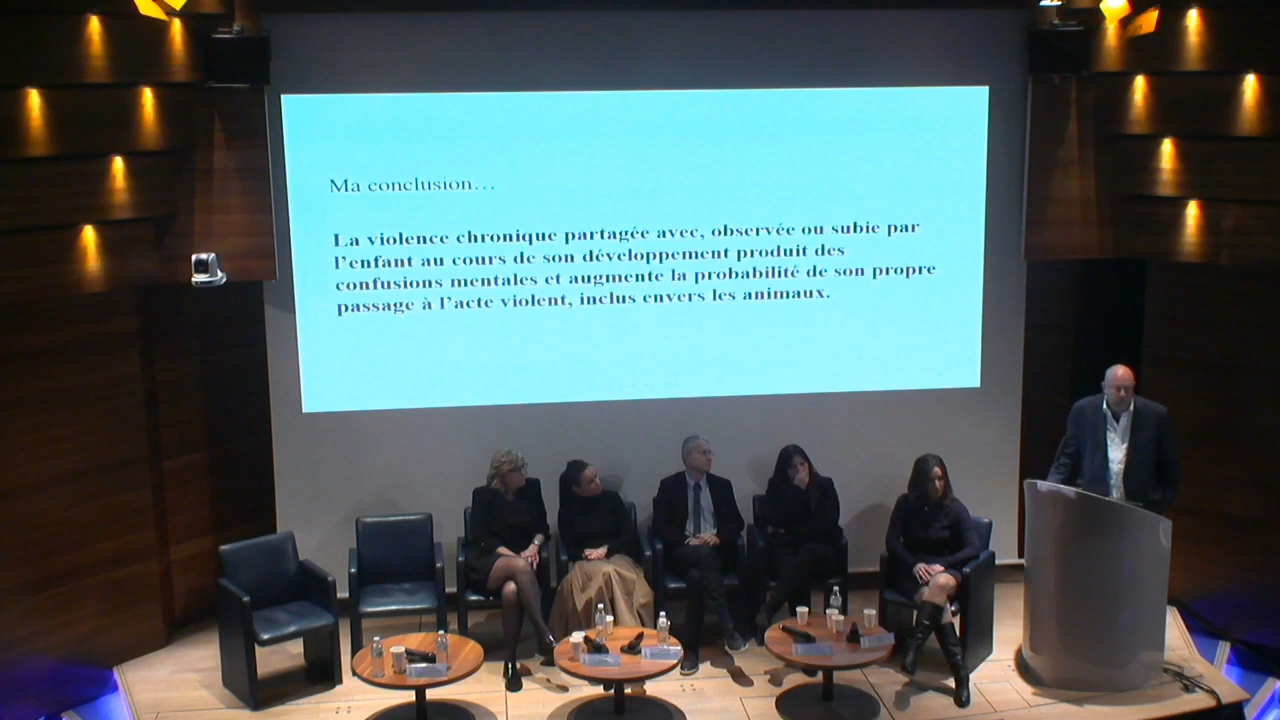 Ma conclusion…
La violence chronique partagée avec, observée ou subie par
l'enfant au cours de son développement produit des
confusions mentales et augmente la probabilité de son propre
passage à l'acte violent, inclus envers les animaux.